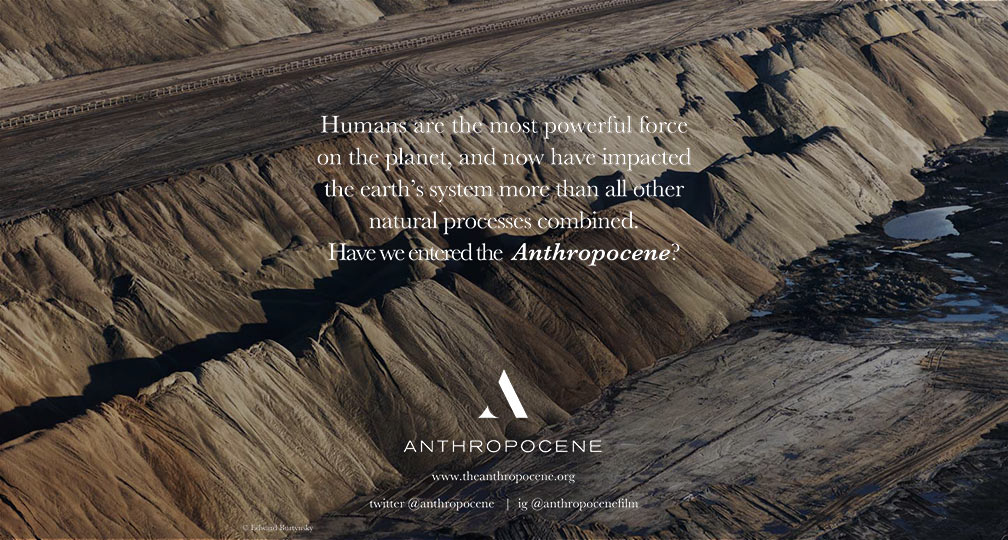 Humans are the most powerful force
on the planet, and now have impacted
the earth's system more than all other
natural processes combined.
Have we entered the Anthropocene?
ANTHROPOCENE
www.theanthropocene.org
twitter @anthropocene | ig @anthropocenefilm
© Edward Burtynsky